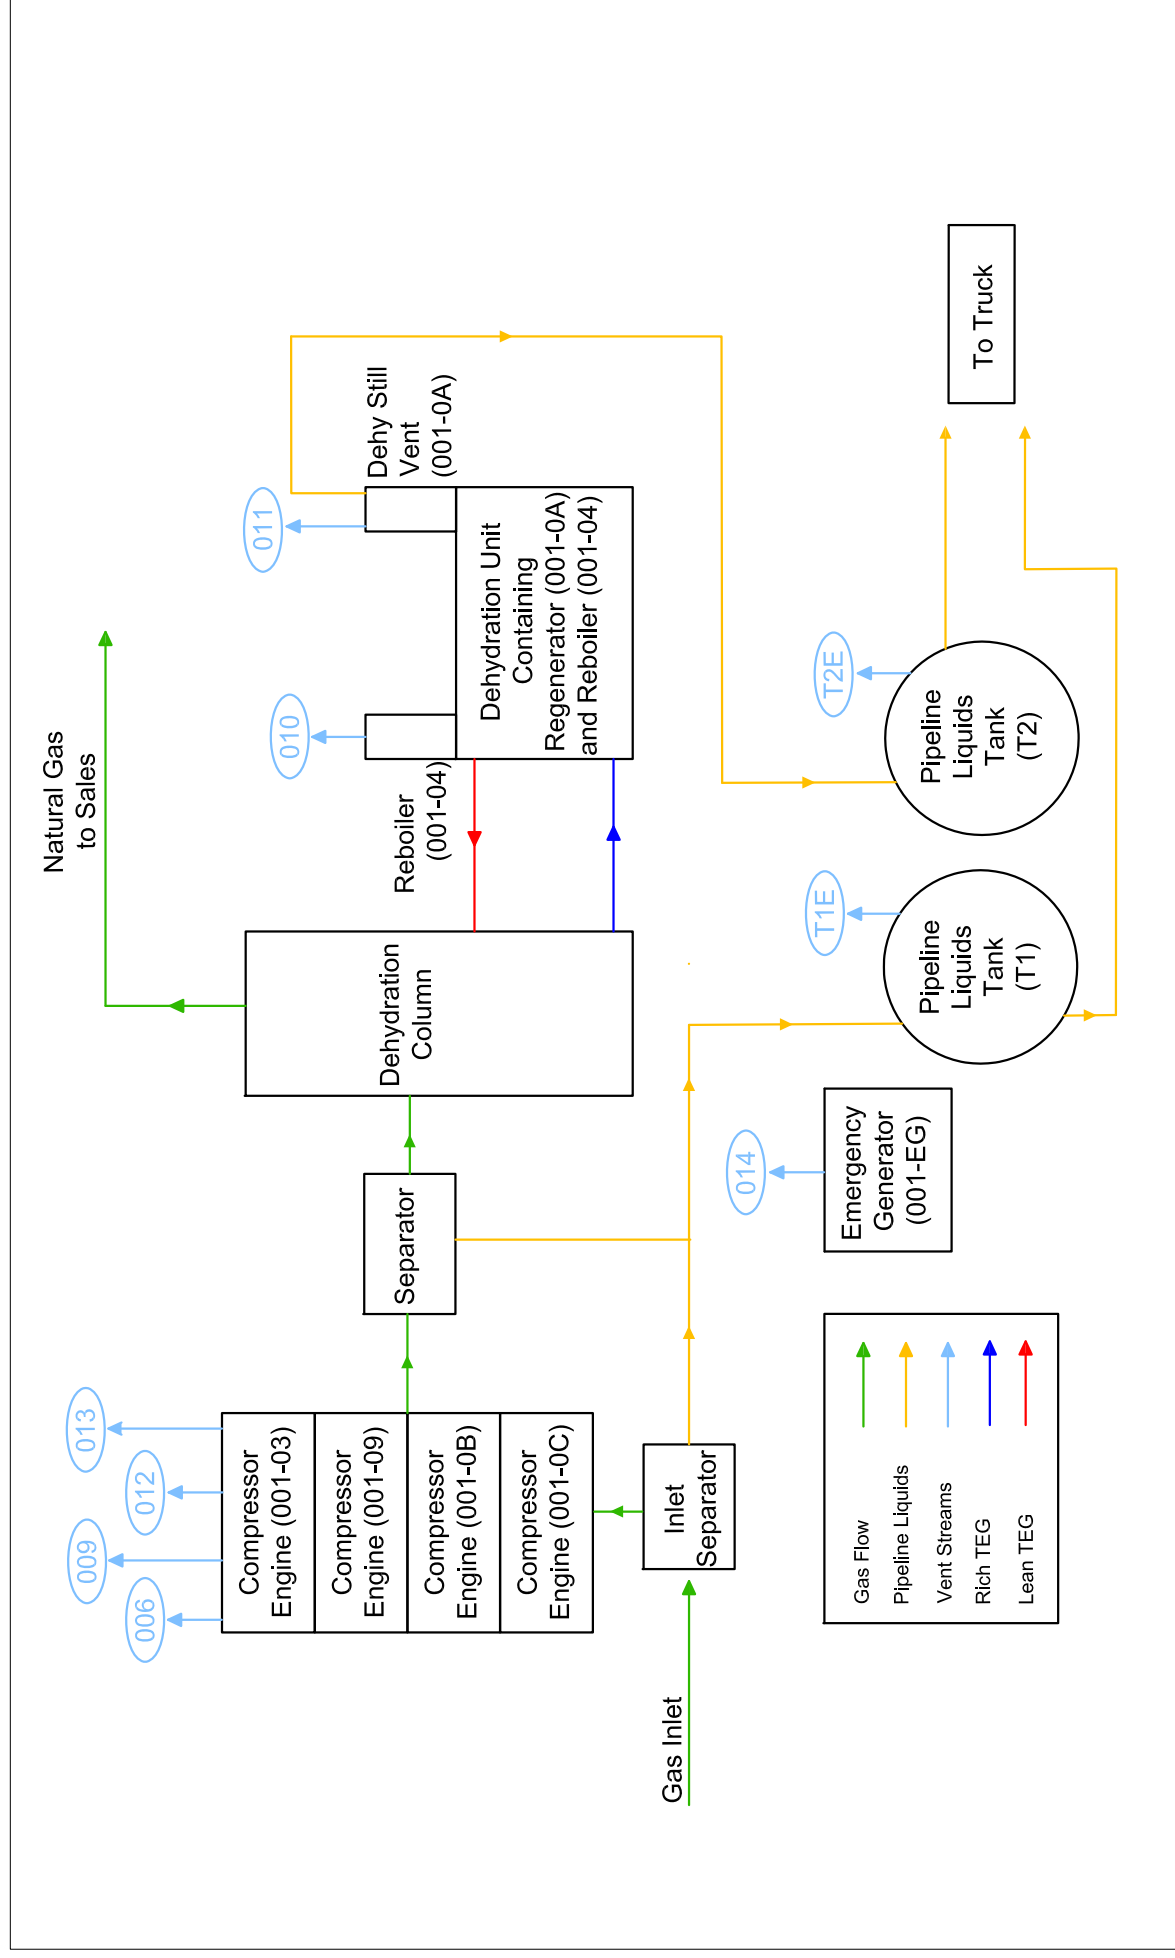 Natural Gas
to Sales
013
012
009
006
Compressor
Engine (001-03)
Compressor
Engine (001-09)
Compressor
Engine (001-0B)
Compressor
Engine (001-0C)
Gas Inlet
Inlet
Separator
Separator
Dehydration
Column
010
011
Reboiler
(001-04)
Dehy Still
Vent
(001-0A)
Dehydration Unit
Containing
Regenerator (001-0A)
and Reboiler (001-04)
014
Emergency
Generator
(001-EG)
T1E
Pipeline
Liquids
Tank
(T1)
T2E
Pipeline
Liquids
Tank
(T2)
To Truck
Gas Flow
Pipeline Liquids
Vent Streams
Rich TEG
Lean TEG